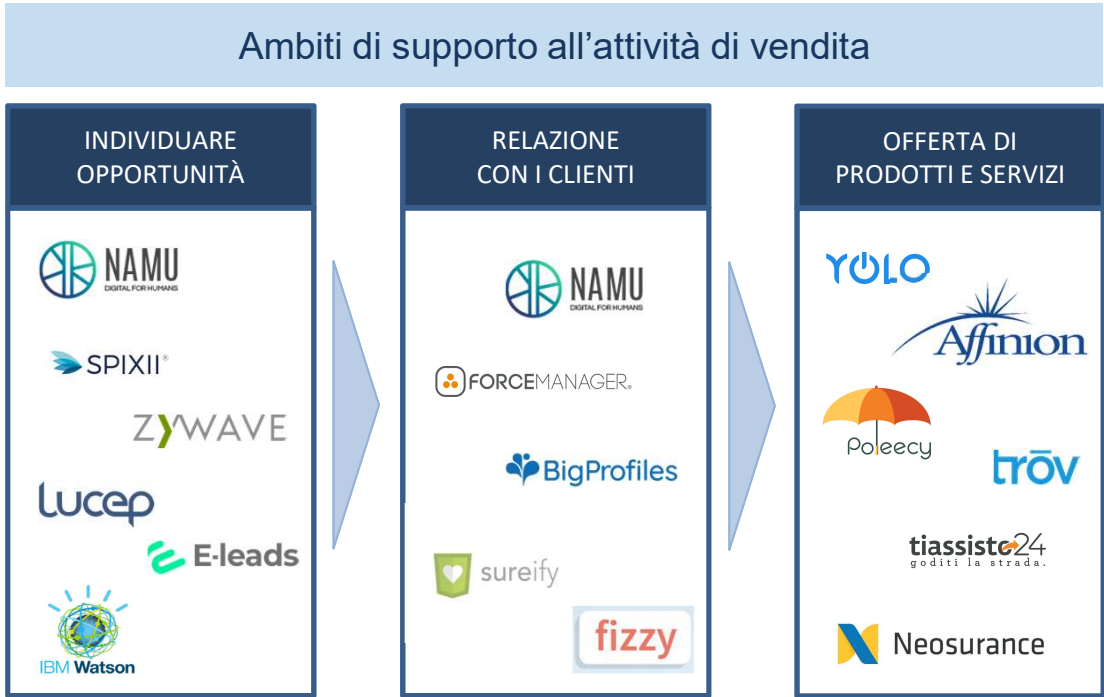 Ambiti di supporto all'attività di vendita
INDIVIDUARE
OPPORTUNITÀ
NAMU
DIGITAL FOR HUMANS
SPIXII®
ZYWAVE
Lucep
E-leads
IBM Watson
RELAZIONE
CON I CLIENTI
NAMU
DIGITAL FOR HUMANS
FORCEMANAGER®
BigProfiles
sureify
fizzy
OFFERTA DI
PRODOTTI E SERVIZI
YOLO
Affinion
Poleecy
trōv
tiassisto24
goditi la strada.
Neosurance